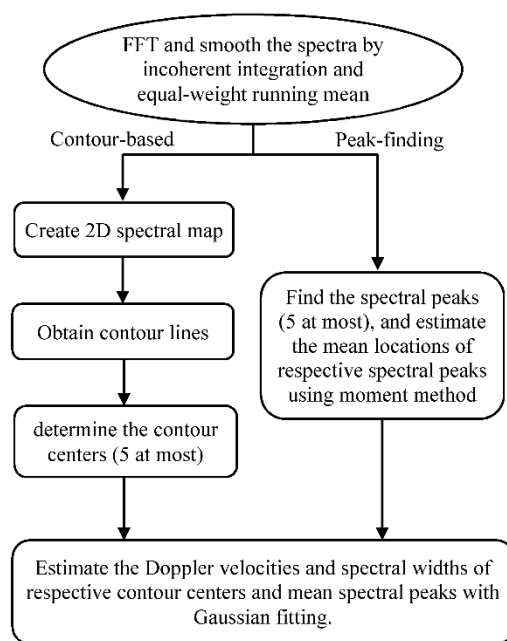 FFT and smooth the spectra by
incoherent integration and
equal-weight running mean
Contour-based
Peak-finding
Create 2D spectral map
Obtain contour lines
determine the contour
centers (5 at most)
Find the spectral peaks
(5 at most), and estimate
the mean locations of
respective spectral peaks
using moment method
Estimate the Doppler velocities and spectral widths of
respective contour centers and mean spectral peaks with
Gaussian fitting.